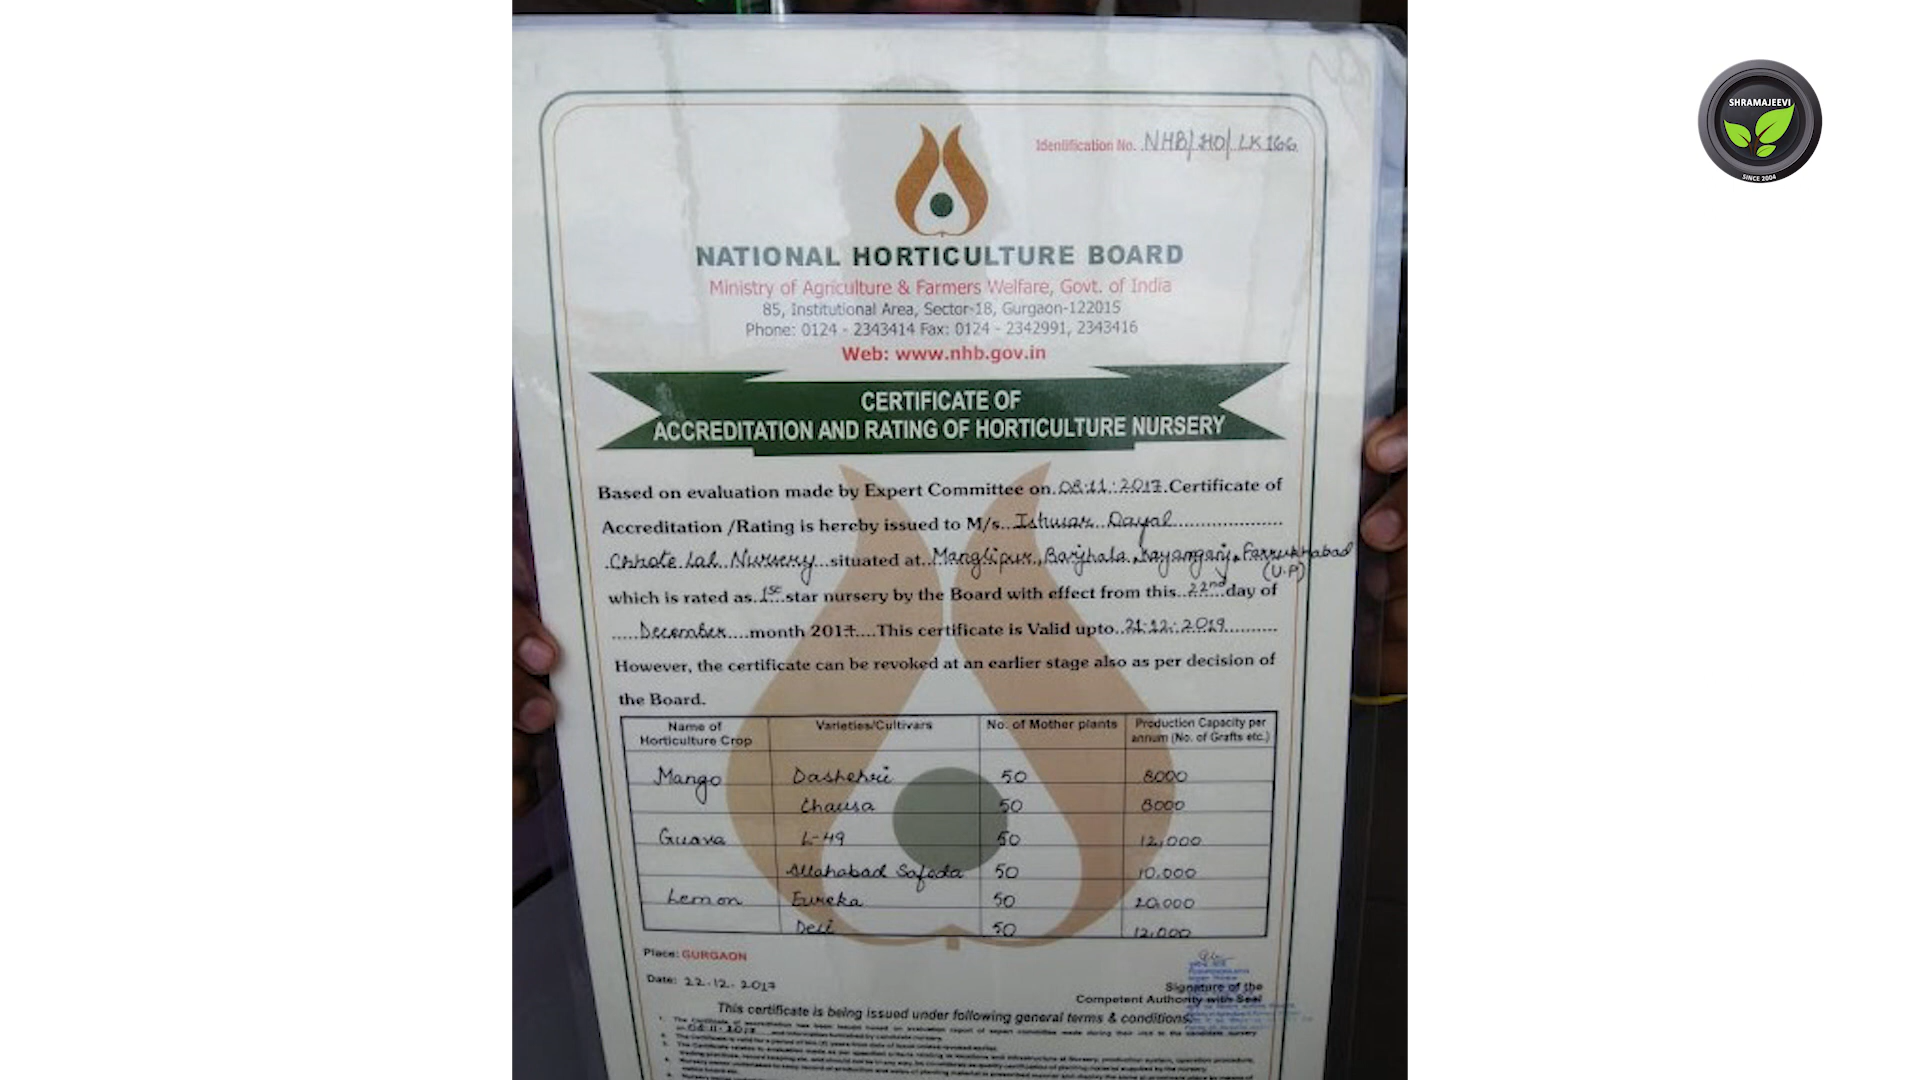 SHRAMAJEEVI
SINCE 2004
Identification No. NHB/HO/LK166
NATIONAL HORTICULTURE BOARD
Ministry of Agriculture & Farmers Welfare, Govt. of India
85, Institutional Area, Sector-18, Gurgaon-122015
Phone: 0124 - 2343414 Fax: 0124 - 2342991, 2343416
Web: www.nhb.gov.in
CERTIFICATE OF
ACCREDITATION AND RATING OF HORTICULTURE NURSERY
Based on evaluation made by Expert Committee on 08.11.2017 Certificate of
Accreditation /Rating is hereby issued to M/s. Ishwar Dayal
Chhote Lal Nursery situated at Manglipur, Farrukhabad
(U.P)
which is rated as 1st star nursery by the Board with effect from this 22nd day of
December month 2017 This certificate is Valid upto 21.12.2019
However, the certificate can be revoked at an earlier stage also as per decision of
the Board.
Name of Horticulture Crop Varieties/Cultivars No. of Mother plants Production Capacity per annum (No. of Grafts etc.)
Mango Dashehri 50 8000
Chausa 50 8000
Guava L-49 50 12,000
Allahabad Safeda 50 10,000
Lemon Eureka 50 20,000
Desi 50 12,000
Place: GURGAON
Date: 22.12.2017
Signature of the
Competent Authority with Seal
This certificate is being issued under following general terms & conditions: